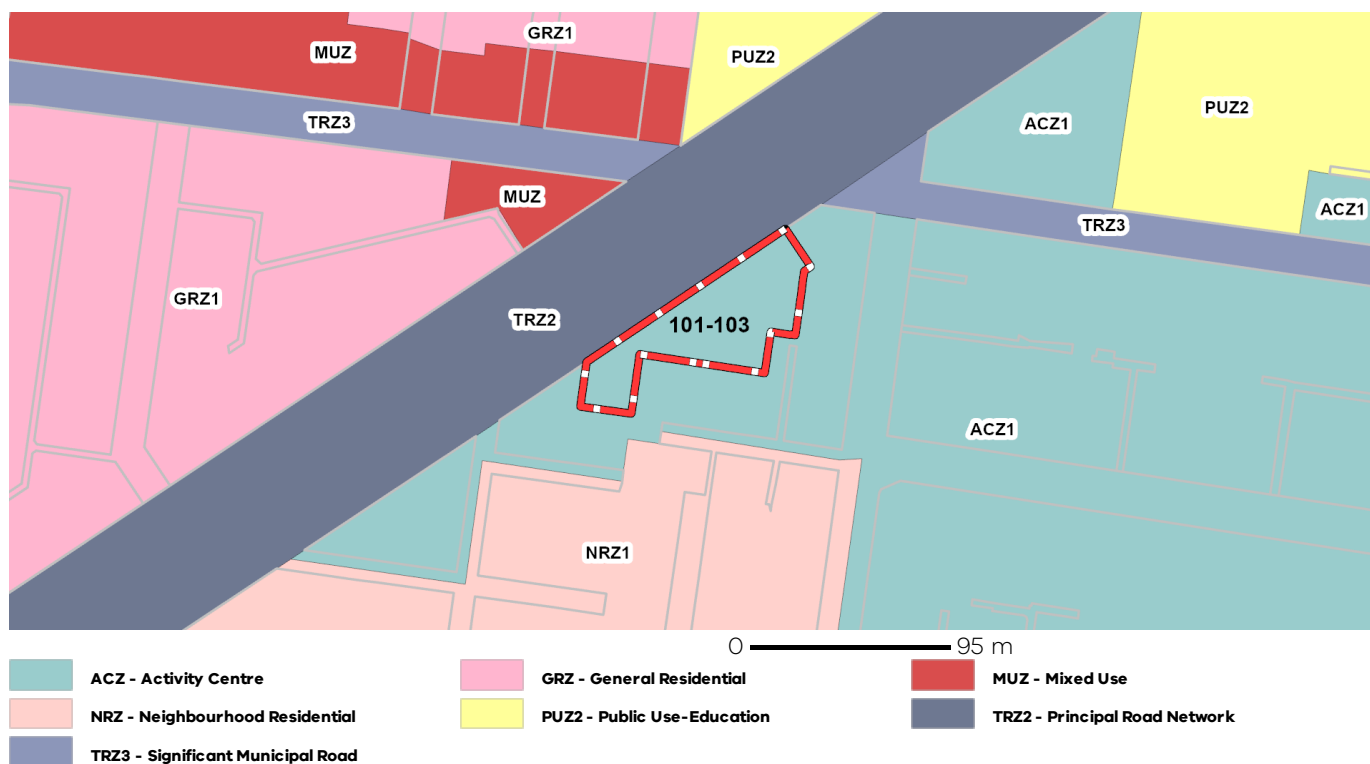 GRZ1
MUZ
PUZ2
PUZ2
TRZ3
ACZ1
MUZ
ACZ1
TRZ3
GRZ1
TRZ2
101-103
ACZ1
NRZ1
0 95 m
ACZ - Activity Centre
GRZ - General Residential
MUZ - Mixed Use
NRZ - Neighbourhood Residential
PUZ2 - Public Use-Education
TRZ2 - Principal Road Network
TRZ3 - Significant Municipal Road